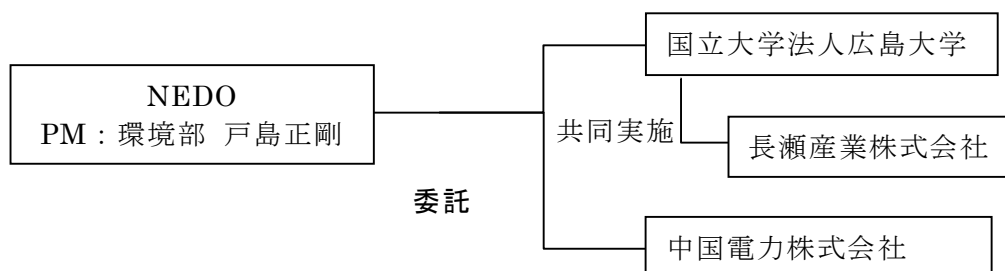 NEDO
PM：環境部 戸島正剛
委託
共同実施
国立大学法人広島大学
長瀬産業株式会社
中国電力株式会社